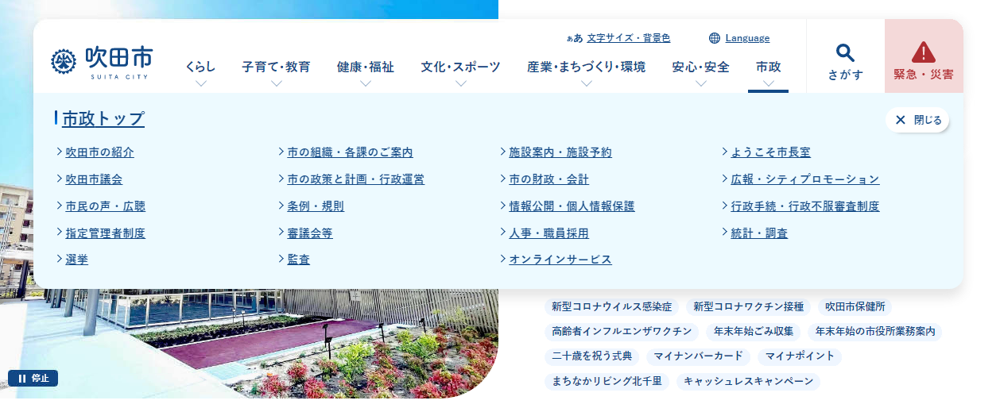 ぁあ 文字サイズ・背景色 Language
吹田市
SUITA CITY
くらし 子育て・教育 健康・福祉 文化・スポーツ 産業・まちづくり・環境 安心・安全 市政
さがす
緊急・災害
市政トップ
閉じる
吹田市の紹介 市の組織・各課のご案内 施設案内・施設予約 ようこそ市長室
吹田市議会 市の政策と計画・行政運営 市の財政・会計 広報・シティプロモーション
市民の声・広聴 条例・規則 情報公開・個人情報保護 行政手続・行政不服審査制度
指定管理者制度 審議会等 人事・職員採用 統計・調査
選挙 監査 オンラインサービス
新型コロナウイルス感染症 新型コロナワクチン接種 吹田市保健所
高齢者インフルエンザワクチン 年末年始ごみ収集 年末年始の市役所業務案内
二十歳を祝う式典 マイナンバーカード マイナポイント
まちなかリビング北千里 キャッシュレスキャンペーン
停止